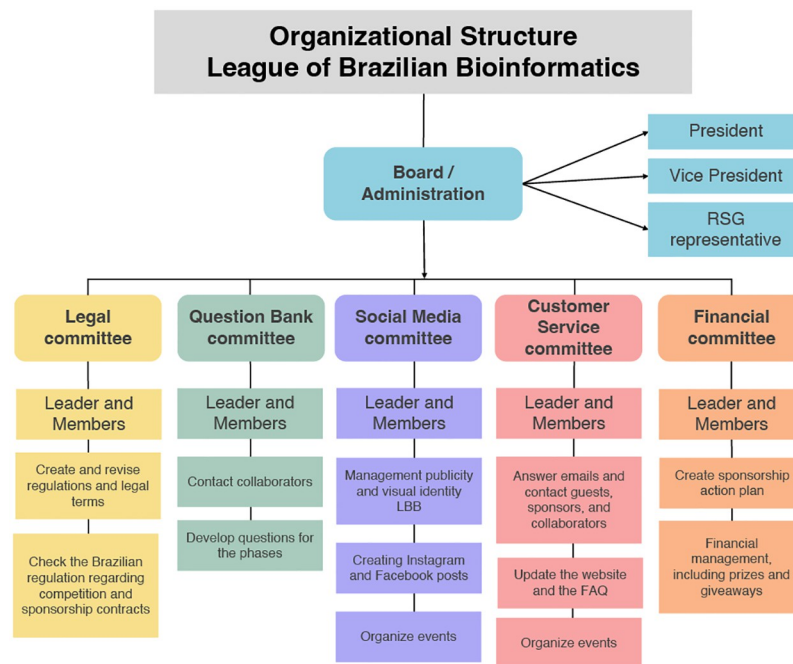 Organizational Structure
League of Brazilian Bioinformatics
Board /
Administration
President
Vice President
RSG
representative
Legal
committee
Question Bank
committee
Social Media
committee
Customer
Service
committee
Financial
committee
Leader and
Members
Leader and
Members
Leader and
Members
Leader and
Members
Leader and
Members
Create and revise
regulations and legal
terms
Check the Brazilian
regulation regarding
competition and
sponsorship contracts
Contact collaborators
Develop questions for
the phases
Management publicity
and visual identity
LBB
Creating Instagram
and Facebook posts
Organize events
Answer emails and
contact guests,
sponsors, and
collaborators
Update the website
and the FAQ
Organize events
Create sponsorship
action plan
Financial
management,
including prizes and
giveaways